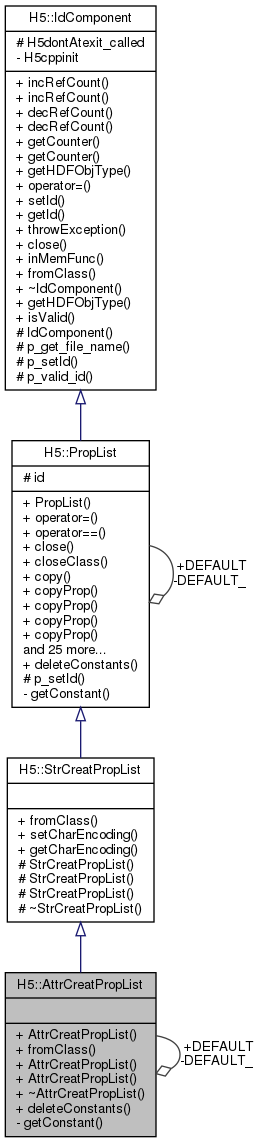 H5::IdComponent
# H5dontAtexit_called
- H5cppinit
+ incRefCount()
+ incRefCount()
+ decRefCount()
+ decRefCount()
+ getCounter()
+ getCounter()
+ getHDFObjType()
+ operator=()
+ setId()
+ getId()
+ throwException()
+ close()
+ inMemFunc()
+ fromClass()
+ ~IdComponent()
+ getHDFObjType()
+ isValid()
# IdComponent()
# p_get_file_name()
# p_setId()
# p_valid_id()
H5::PropList
# id
+ PropList()
+ operator=()
+ operator==()
+ close()
+ closeClass()
+ copy()
+ copyProp()
+ copyProp()
+ copyProp()
+ copyProp()
and 25 more...
+ deleteConstants()
# p_setId()
- getConstant()
+DEFAULT
-DEFAULT_
H5::StrCreatPropList
+ fromClass()
+ setCharEncoding()
+ getCharEncoding()
# StrCreatPropList()
# StrCreatPropList()
# StrCreatPropList()
# ~StrCreatPropList()
H5::AttrCreatPropList
+ AttrCreatPropList()
+ fromClass()
+ AttrCreatPropList()
+ AttrCreatPropList()
+ ~AttrCreatPropList()
+ deleteConstants()
- getConstant()
+DEFAULT
-DEFAULT_